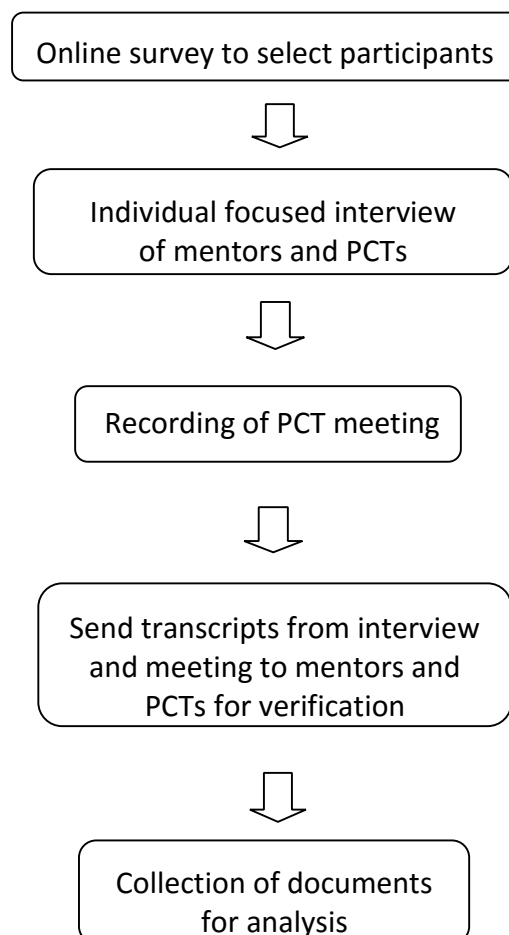 Online survey to select participants
Individual focused interview
of mentors and PCTs
Recording of PCT meeting
Send transcripts from interview
and meeting to mentors and
PCTs for verification
Collection of documents
for analysis